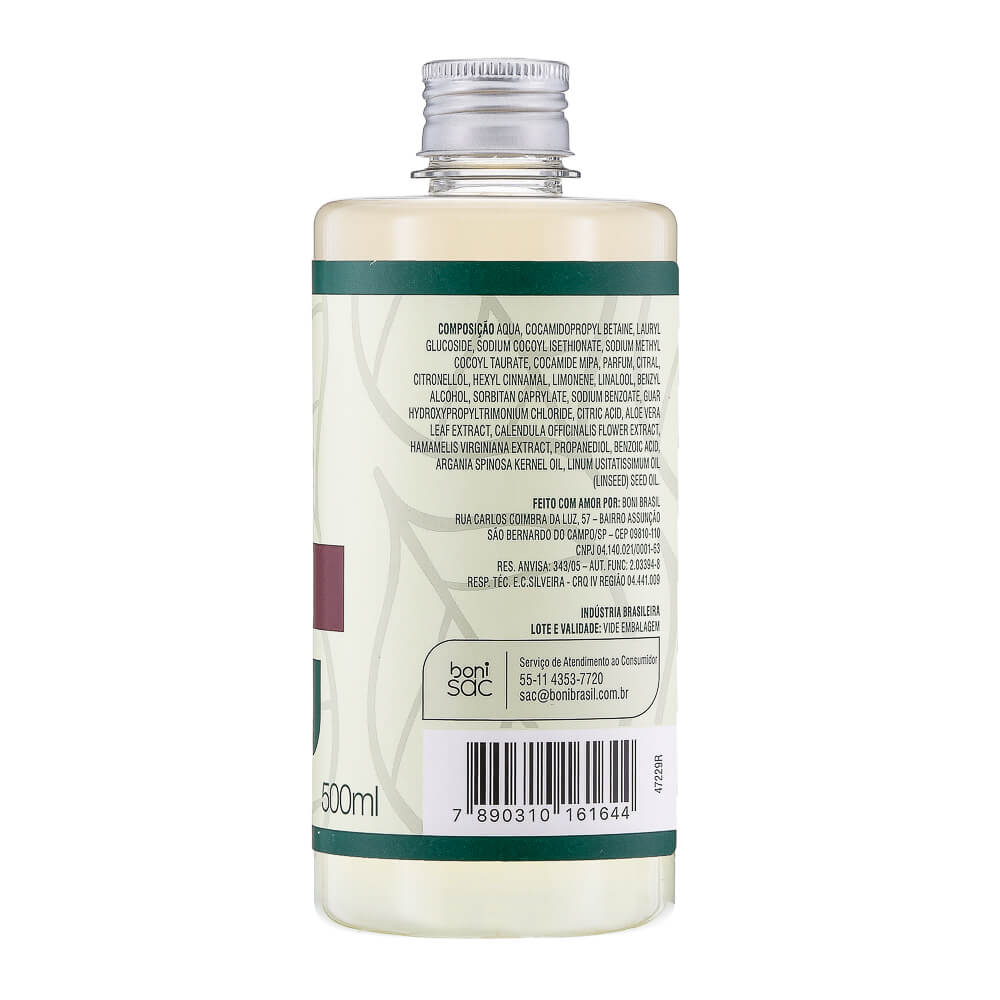 COMPOSIÇÃO AQUA, COCAMIDOPROPYL BETAINE, LAURYL
GLUCOSIDE, SODIUM COCOYL ISETHIONATE, SODIUM METHYL
COCOYL TAURATE, COCAMIDE MIPA, PARFUM, CITRAL,
CITRONELLOL, HEXYL CINNAMAL, LIMONENE, LINALOOL, BENZYL
ALCOHOL, SORBITAN CAPRYLATE, SODIUM BENZOATE, GUAR
HYDROXYPROPYLTRIMONIUM CHLORIDE, CITRIC ACID, ALOE VERA
LEAF EXTRACT, CALENDULA OFFICINALIS FLOWER EXTRACT,
HAMAMELIS VIRGINIANA EXTRACT, PROPANEDIOL, BENZOIC ACID,
ARGANIA SPINOSA KERNEL OIL, LINUM USITATISSIMUM OIL
(LINSEED) SEED OIL.
FEITO COM AMOR POR: BONI BRASIL
RUA CARLOS COIMBRA DA LUZ, 57 – BAIRRO ASSUNÇÃO
SÃO BERNARDO DO CAMPO/SP – CEP 09810-110
CNPJ 04.140.021/0001-63
RES. ANVISA: 343/05 – AUT. FUNC: 2.03394-8
RESP. TÉC. E.C.SILVEIRA – CRQ IV REGIÃO 04.441.009
INDÚSTRIA BRASILEIRA
LOTE E VALIDADE: VIDE EMBALAGEM
boni
sac
Serviço de Atendimento ao Consumidor
55-11 4353-7720
sac@bonibrasil.com.br
47229R
500ml
7 890310 161644